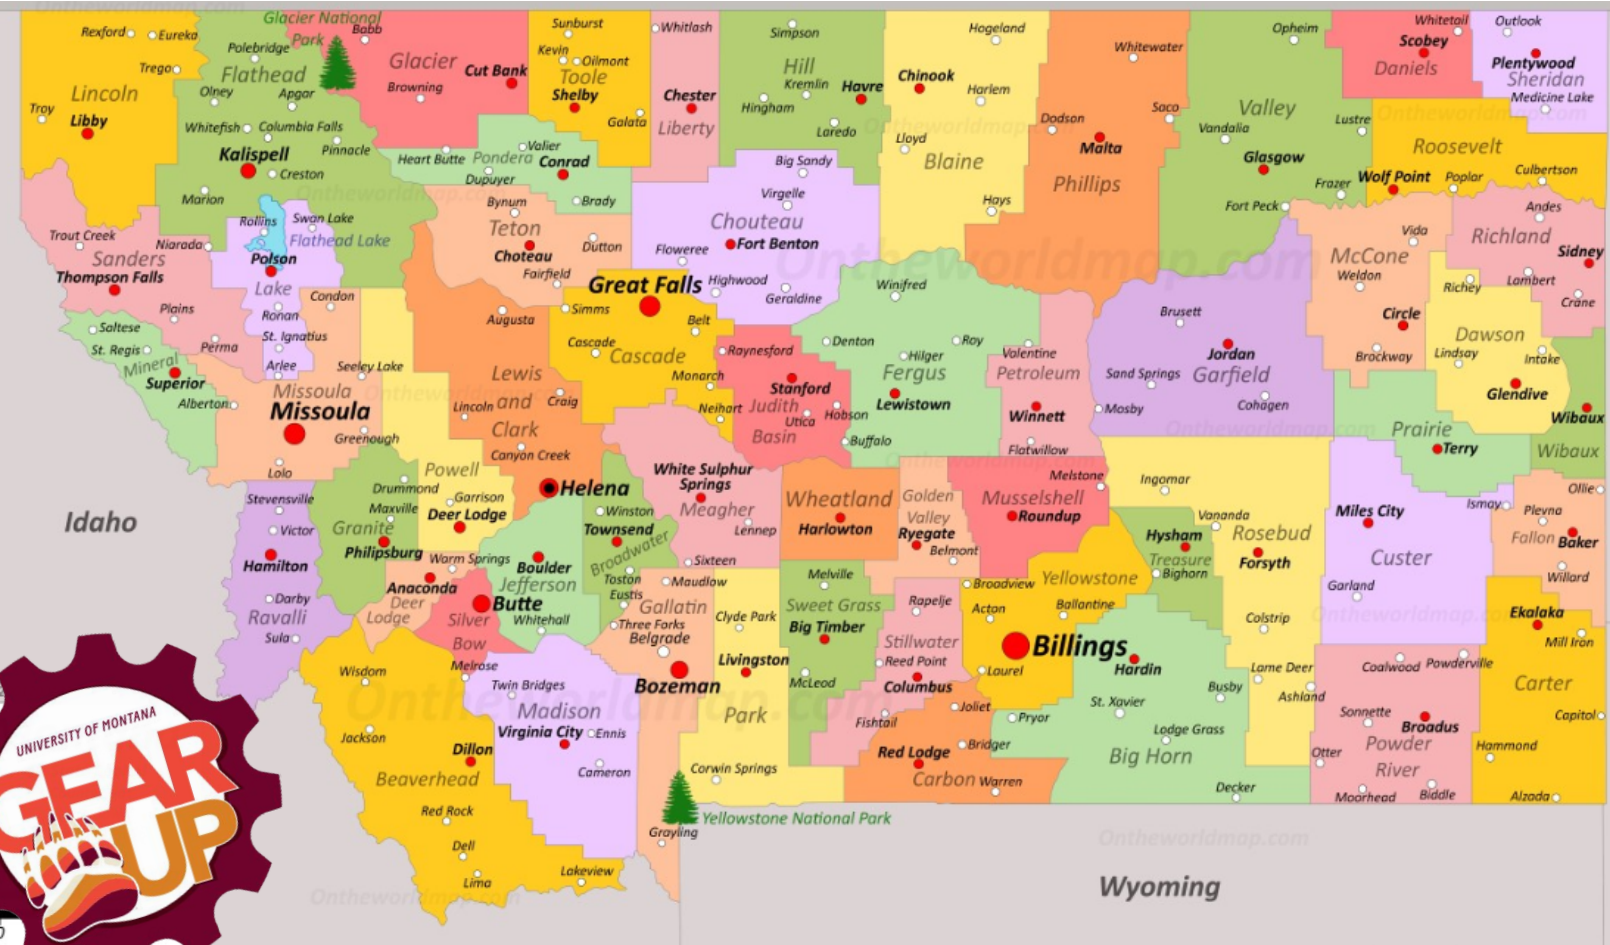 Ontheworldmap.com
Glacier National
Park
Babb
Rexford
Eureka
Trego
Troy
Lincoln
Libby
Polebridge
Flathead
Olney
Apgar
Whitefish
Columbia Falls
Pinnacle
Kalispell
Creston
Marion
Glacier
Cut Bank
Browning
Sunburst
Kevin
Oilmont
Toole
Shelby
Galata
Whitlash
Chester
Liberty
Simpson
Hill
Kremlin
Havre
Hingham
Laredo
Hogeland
Chinook
Harlem
Lloyd
Blaine
Hays
Whitewater
Saco
Dodson
Malta
Phillips
Opheim
Valley
Vandalia
Glasgow
Lustre
Frazer
Fort Peck
Whitetail
Scobey
Daniels
Outlook
Plentywood
Sheridan
Medicine Lake
Roosevelt
Wolf Point
Poplar
Culbertson
Heart Butte
Pondera
Valier
Conrad
Dupuyer
Brady
Bynum
Teton
Choteau
Dutton
Fairfield
Big Sandy
Virgelle
Chouteau
Fort Benton
Floweree
Highwood
Geraldine
Rollins
Swan Lake
Flathead Lake
Niarada
Polson
Lake
Ronan
St. Ignatius
Arlee
Trout Creek
Sanders
Thompson Falls
Plains
Perma
Condon
Seeley Lake
Saltese
St. Regis
Mineral
Superior
Alberton
Missoula
Missoula
Greenough
Lolo
Augusta
Lewis
and
Clark
Lincoln
Craig
Canyon Creek
Helena
Great Falls
Simms
Belt
Cascade
Cascade
Monarch
Neihart
Raynesford
Stanford
Judith
Basin
Utica
Hobson
Buffalo
Winifred
Denton
Hilger
Roy
Fergus
Lewistown
Valentine
Petroleum
Winnett
Flatwillow
Brusett
Jordan
Garfield
Sand Springs
Mosby
Cohagen
Vida
McCone
Weldon
Circle
Brockway
Andes
Richland
Sidney
Lambert
Crane
Richey
Dawson
Lindsay
Intake
Glendive
Wibaux
Wibaux
Prairie
Terry
Idaho
Stevensville
Victor
Hamilton
Darby
Ravalli
Sula
Drummond
Maxville
Granite
Philipsburg
Powell
Garrison
Deer Lodge
Warm Springs
Anaconda
Deer
Lodge
Silver
Bow
Butte
Melrose
Boulder
Jefferson
Whitehall
Winston
Townsend
Broadwater
Toston
Eustis
White Sulphur
Springs
Meagher
Lennep
Sixteen
Maudlow
Gallatin
Three Forks
Belgrade
Bozeman
Grayling
Wheatland
Harlowton
Golden
Valley
Ryegate
Belmont
Melstone
Musselshell
Roundup
Ingomar
Vananda
Rosebud
Forsyth
Hysham
Treasure
Bighorn
Colstrip
Lame Deer
Ashland
Miles City
Custer
Garland
Ismay
Ollie
Plevna
Fallon
Baker
Willard
Ekalaka
Mill Iron
Carter
Capitol
Hammond
Alzada
Coalwood
Powderville
Sonnette
Broadus
Powder
River
Otter
Moorhead
Biddle
Broadview
Yellowstone
Acton
Ballantine
Billings
Laurel
Hardin
St. Xavier
Busby
Lodge Grass
Pryor
Big Horn
Decker
Melville
Sweet Grass
Big Timber
McLeod
Rapelje
Stillwater
Reed Point
Columbus
Fishtail
Joliet
Red Lodge
Bridger
Carbon
Warren
Clyde Park
Livingston
Park
Corwin Springs
Yellowstone National Park
Wisdom
Jackson
Dillon
Beaverhead
Red Rock
Dell
Lima
Lakeview
Twin Bridges
Madison
Virginia City
Ennis
Cameron
Wyoming
UNIVERSITY OF MONTANA
GEAR
UP
Ontheworldmap.com
Ontheworldmap.com
Ontheworldmap.com